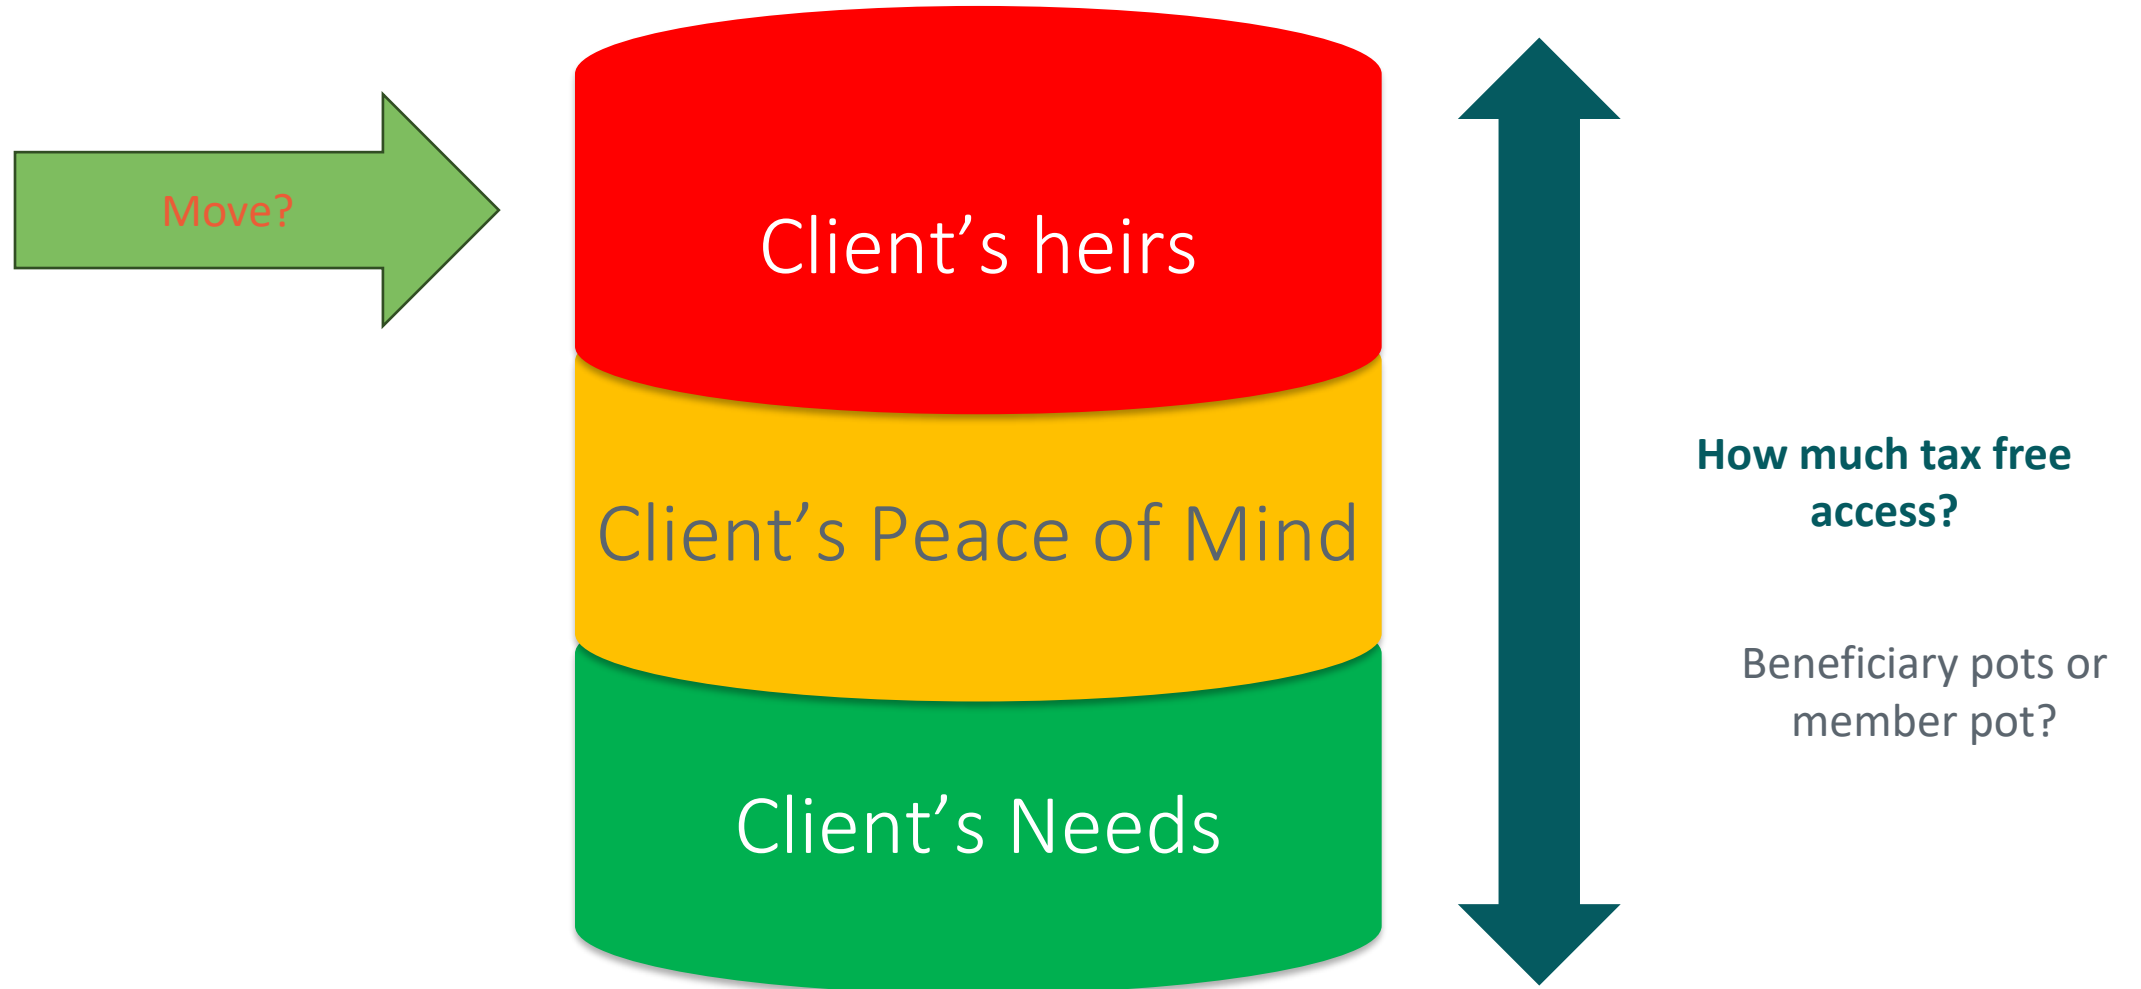 Move?
Client’s heirs
Client’s Peace of Mind
Client’s Needs
How much tax free
access?
Beneficiary pots or
member pot?